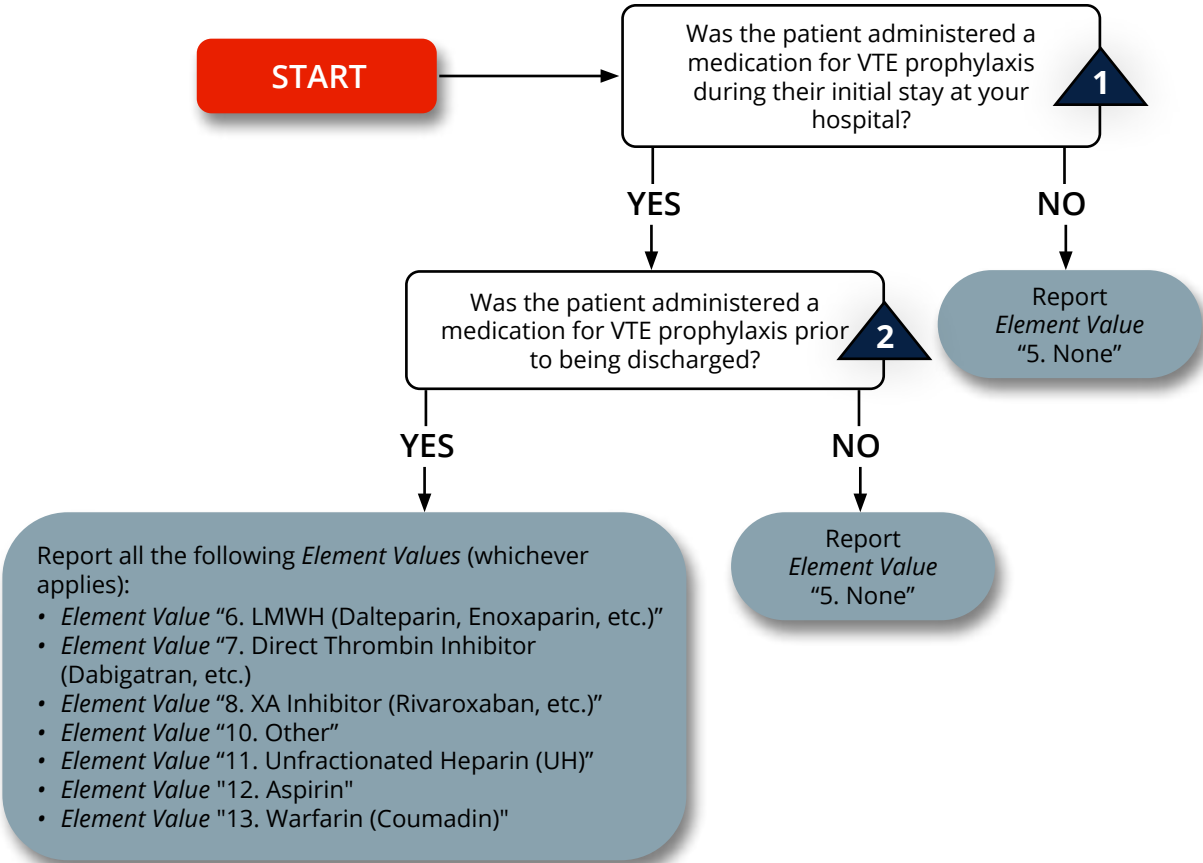 START
Was the patient administered a
medication for VTE prophylaxis
during their initial stay at your
hospital?
1
YES
NO
Was the patient administered a
medication for VTE prophylaxis prior
to being discharged?
2
Report
Element Value
“5. None”
YES
NO
Report all the following Element Values (whichever
applies):
• Element Value “6. LMWH (Dalteparin, Enoxaparin, etc.)”
• Element Value “7. Direct Thrombin Inhibitor
(Dabigatran, etc.)
• Element Value “8. XA Inhibitor (Rivaroxaban, etc.)”
• Element Value “10. Other”
• Element Value “11. Unfractionated Heparin (UH)”
• Element Value "12. Aspirin"
• Element Value "13. Warfarin (Coumadin)"
Report
Element Value
“5. None”